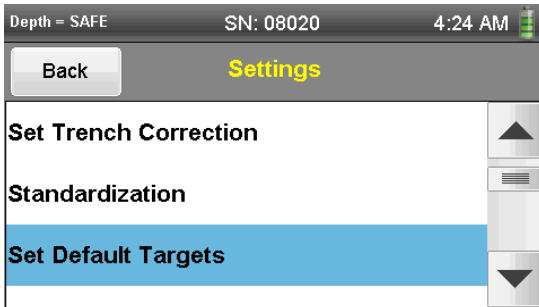 Depth = SAFE SN: 08020 4:24 AM
Back Settings
Set Trench Correction
Standardization
Set Default Targets